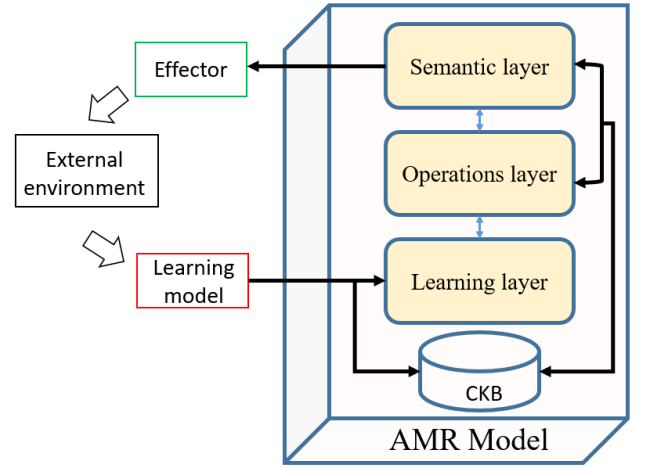 Effector
Semantic layer
External
environment
Operations layer
Learning
model
Learning layer
CKB
AMR Model